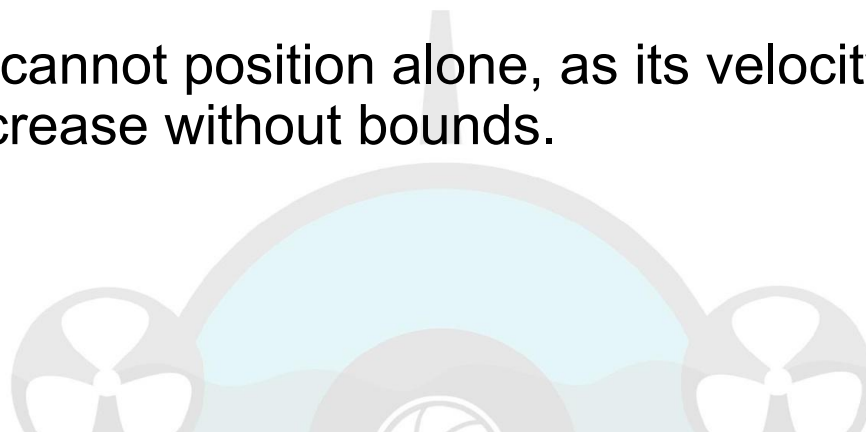 cannot position alone, as its velocit
crease without bounds.